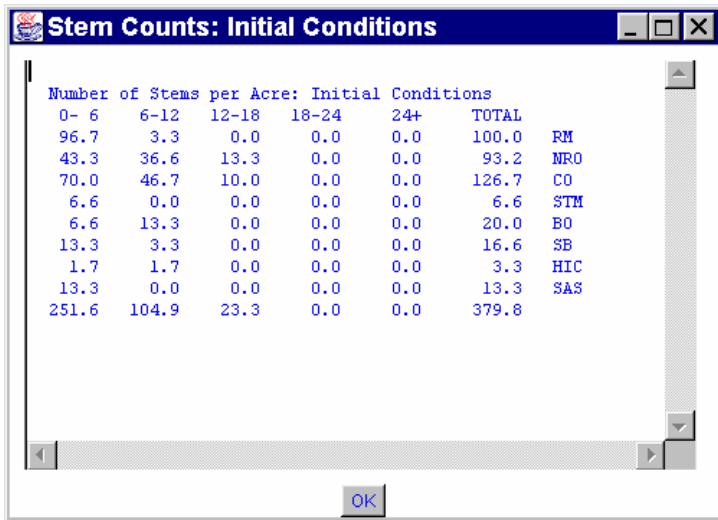 Stem Counts: Initial Conditions
Number of Stems per Acre: Initial Conditions
0- 6 6-12 12-18 18-24 24+ TOTAL
96.7 3.3 0.0 0.0 0.0 100.0 RM
43.3 36.6 13.3 0.0 0.0 93.2 NRO
70.0 46.7 10.0 0.0 0.0 126.7 CO
6.6 0.0 0.0 0.0 0.0 6.6 STM
6.6 13.3 0.0 0.0 0.0 20.0 BO
13.3 3.3 0.0 0.0 0.0 16.6 SB
1.7 1.7 0.0 0.0 0.0 3.3 HIC
13.3 0.0 0.0 0.0 0.0 13.3 SAS
251.6 104.9 23.3 0.0 0.0 379.8
OK